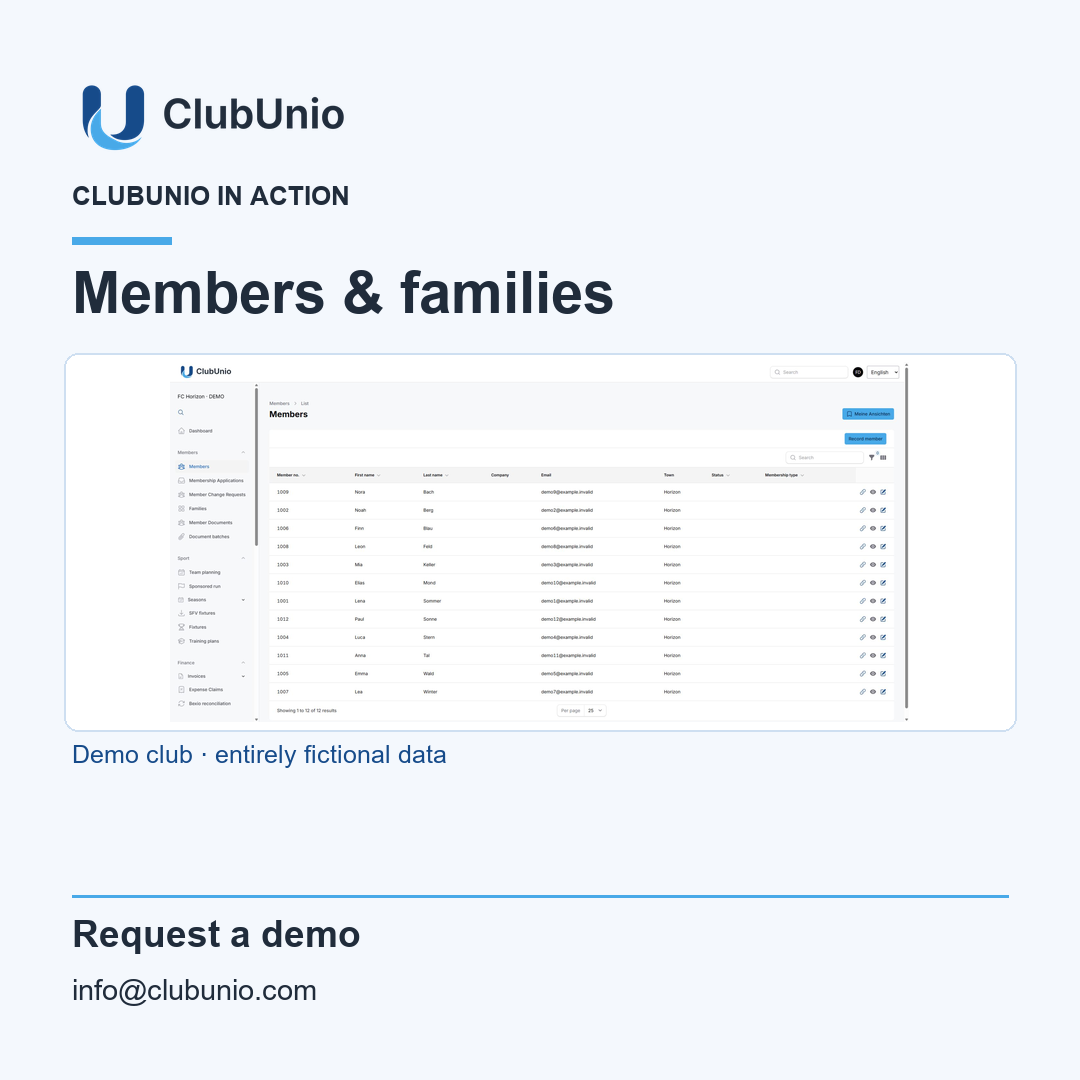 ClubUnio
CLUBUNIO IN ACTION
Members & families
ClubUnio
Search
FD
English
FC Horizon - DEMO
Dashboard
Members
Members
Membership Applications
Member Change Requests
Families
Member Documents
Document batches
Sport
Team planning
Sponsored run
Seasons
SFV fixtures
Fixtures
Training plans
Finance
Invoices
Expense Claims
Bexio reconciliation
Members > List
Members
Meine Ansichten
Record member
Search
0
Member no. First name Last name Company Email Town Status Membership type
1009 Nora Bach demo9@example.invalid Horizon
1002 Noah Berg demo2@example.invalid Horizon
1006 Finn Blau demo6@example.invalid Horizon
1008 Leon Feld demo8@example.invalid Horizon
1003 Mia Keller demo3@example.invalid Horizon
1010 Elias Mond demo10@example.invalid Horizon
1001 Lena Sommer demo1@example.invalid Horizon
1012 Paul Sonne demo12@example.invalid Horizon
1004 Luca Stern demo4@example.invalid Horizon
1011 Anna Tal demo11@example.invalid Horizon
1005 Emma Wald demo5@example.invalid Horizon
1007 Lea Winter demo7@example.invalid Horizon
Showing 1 to 12 of 12 results
Per page 25
Demo club · entirely fictional data
Request a demo
info@clubunio.com